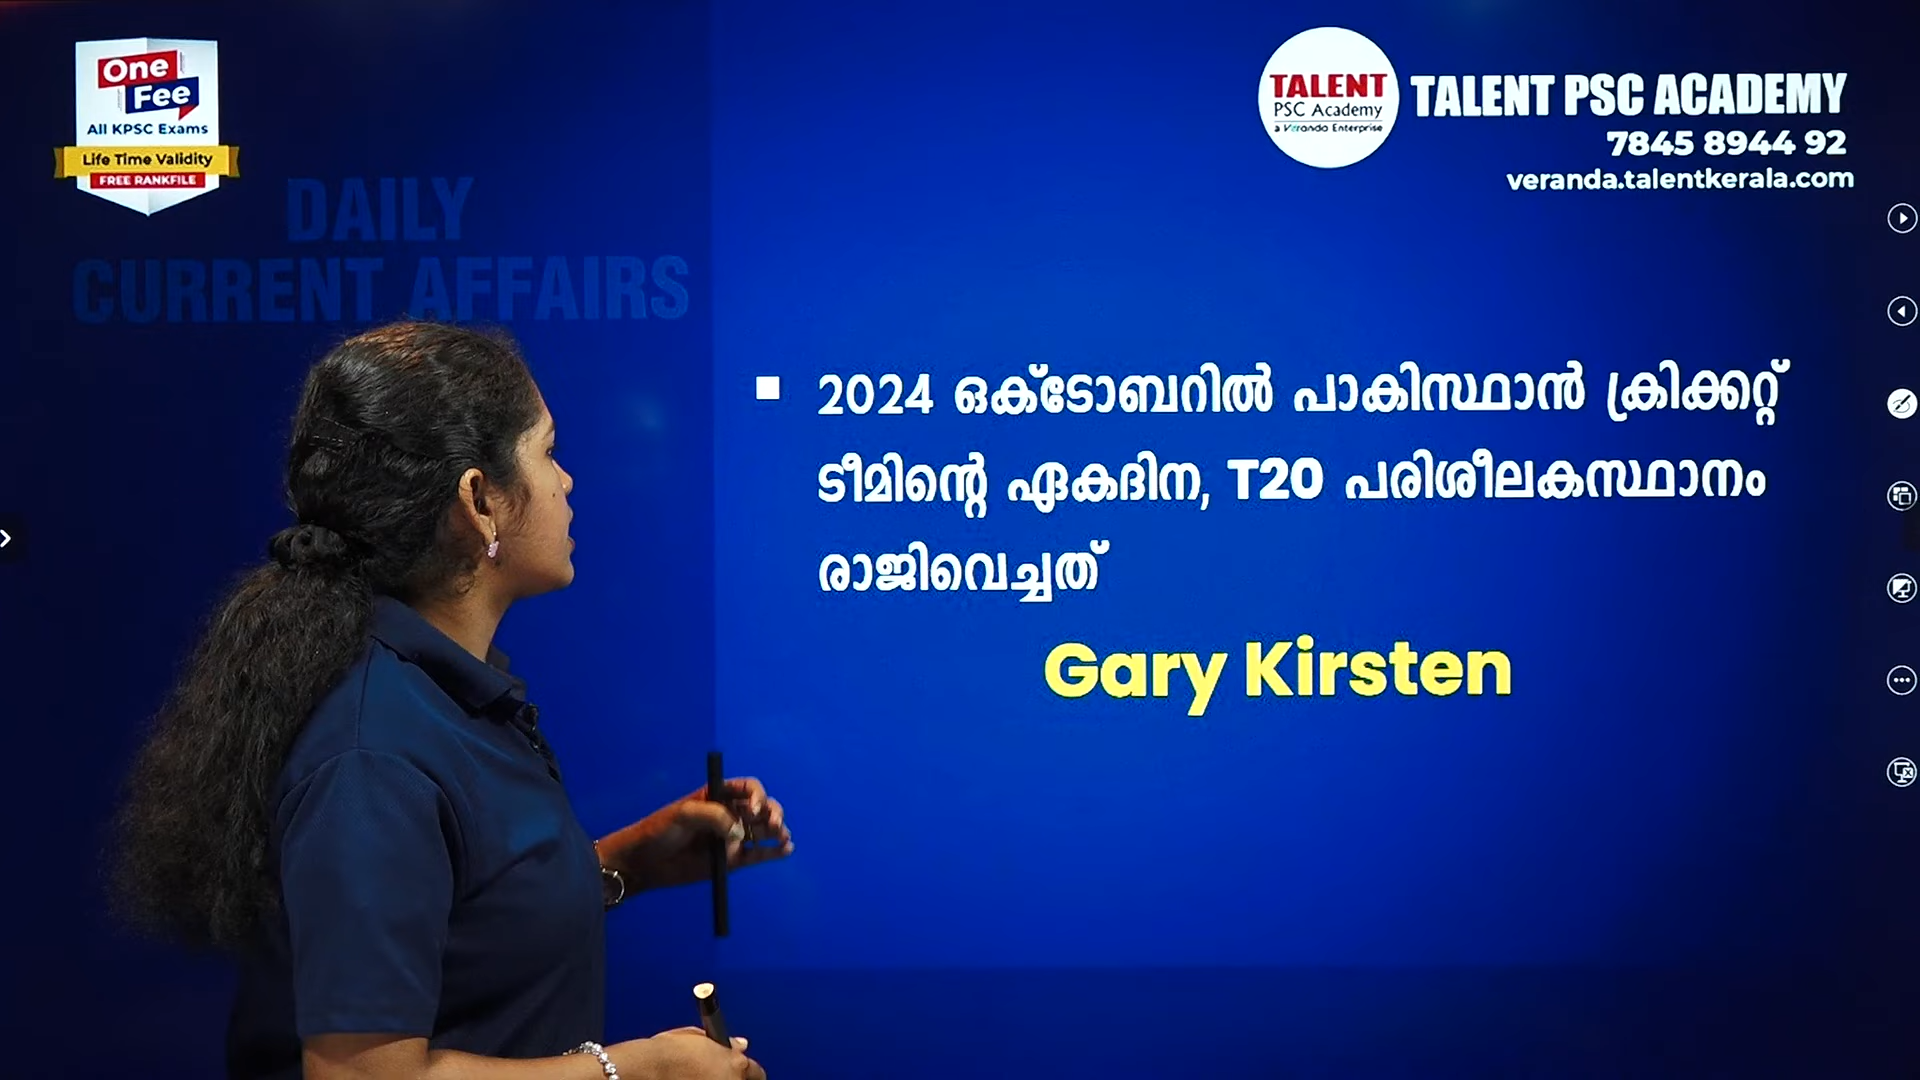 One
Fee
All KPSC Exams
Life Time Validity
FREE RANKFILE
TALENT
PSC Academy
a Veranda Enterprise
TALENT PSC ACADEMY
7845 8944 92
veranda.talentkerala.com
DAILY
CURRENT AFFAIRS
2024 ഒക്ടോബറിൽ പാകിസ്ഥാൻ ക്രിക്കറ്റ്
ടീമിന്റെ ഏകദിന, T20 പരിശീലകസ്ഥാനം
രാജിവെച്ചത്
Gary Kirsten